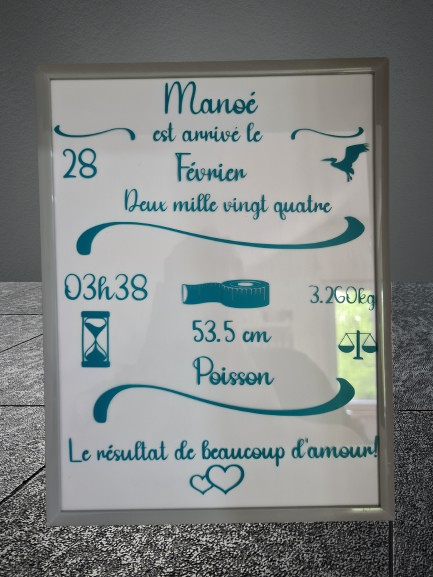 Manoé
est arrivé le
28 Février
Deux mille vingt quatre
03h38 3.260kg
53.5 cm
Poisson
Le résultat de beaucoup d'amour!